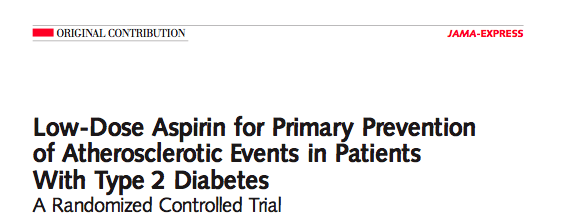 ORIGINAL CONTRIBUTION
JAMA-EXPRESS
Low-Dose Aspirin for Primary Prevention
of Atherosclerotic Events in Patients
With Type 2 Diabetes
A Randomized Controlled Trial